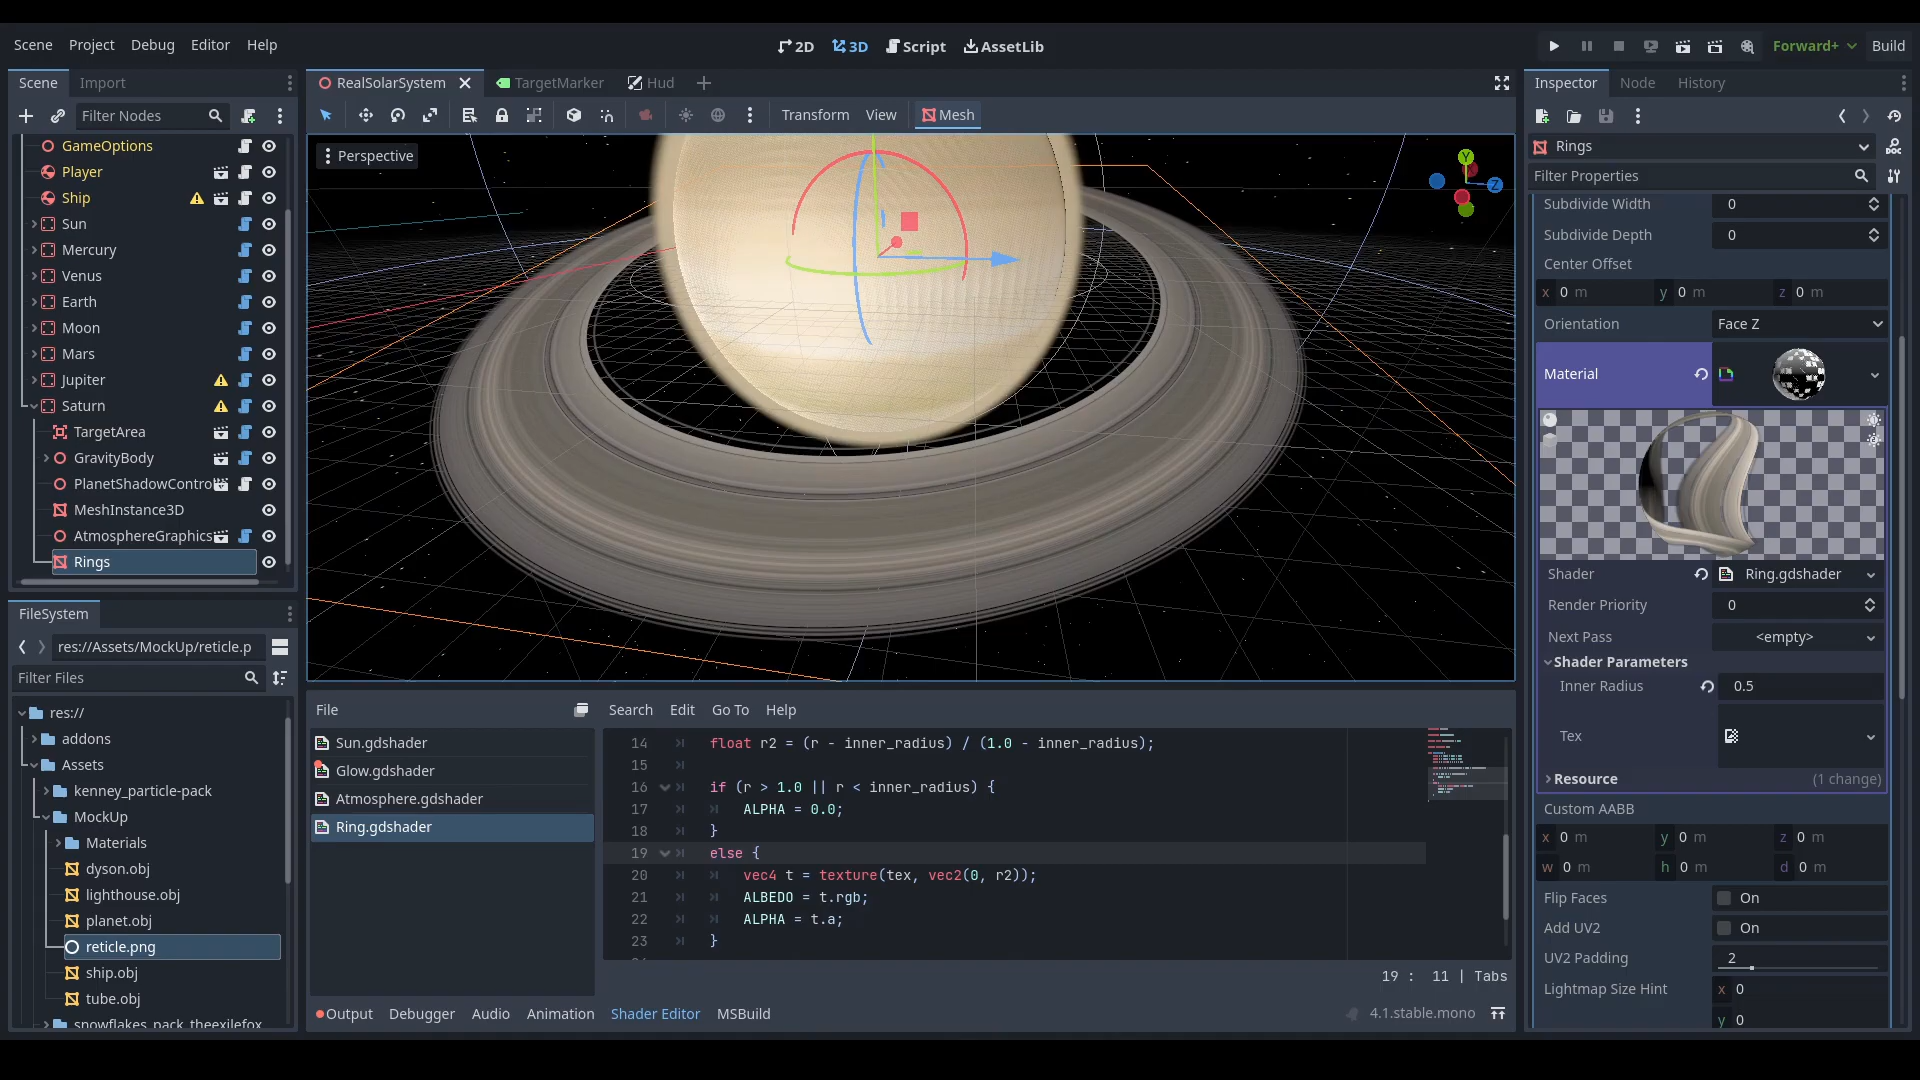 Scene Project Debug Editor Help
2D 3D Script AssetLib
Forward+ Build
Scene Import
Filter Nodes
GameOptions
Player
Ship
Sun
Mercury
Venus
Earth
Moon
Mars
Jupiter
Saturn
TargetArea
GravityBody
PlanetShadowContro
MeshInstance3D
AtmosphereGraphics
Rings
FileSystem
res://Assets/MockUp/reticle.p
Filter Files
res://
addons
Assets
kenney_particle-pack
MockUp
Materials
dyson.obj
lighthouse.obj
planet.obj
reticle.png
ship.obj
tube.obj
snowflakes_pack_theexilefox
RealSolarSystem TargetMarker Hud
Transform View Mesh
Perspective
Y
Z
File Search Edit Go To Help
Sun.gdshader
Glow.gdshader
Atmosphere.gdshader
Ring.gdshader
14 float r2 = (r - inner_radius) / (1.0 - inner_radius);
15
16 if (r > 1.0 || r < inner_radius) {
17 ALPHA = 0.0;
18 }
19 else {
20 vec4 t = texture(tex, vec2(0, r2));
21 ALBEDO = t.rgb;
22 ALPHA = t.a;
23 }
19 : 11 | Tabs
Output Debugger Audio Animation Shader Editor MSBuild 4.1.stable.mono
Inspector Node History
Rings
Filter Properties
Subdivide Width 0
Subdivide Depth 0
Center Offset
x 0 m y 0 m z 0 m
Orientation Face Z
Material
Shader Ring.gdshader
Render Priority 0
Next Pass <empty>
Shader Parameters
Inner Radius 0.5
Tex
Resource (1 change)
Custom AABB
x 0 m y 0 m z 0 m
w 0 m h 0 m d 0 m
Flip Faces On
Add UV2 On
UV2 Padding 2
Lightmap Size Hint x 0
y 0